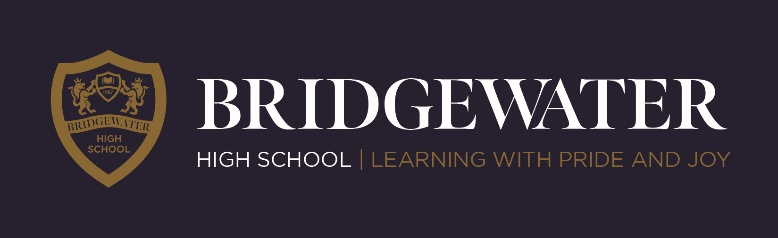 BRIDGEWATER
HIGH
SCHOOL
BRIDGEWATER
HIGH SCHOOL | LEARNING WITH PRIDE AND JOY